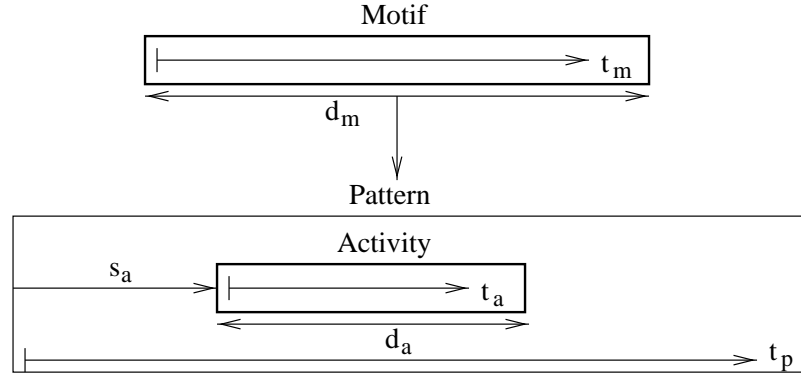 Motif
t_m
d_m
Pattern
Activity
s_a
t_a
d_a
t_p